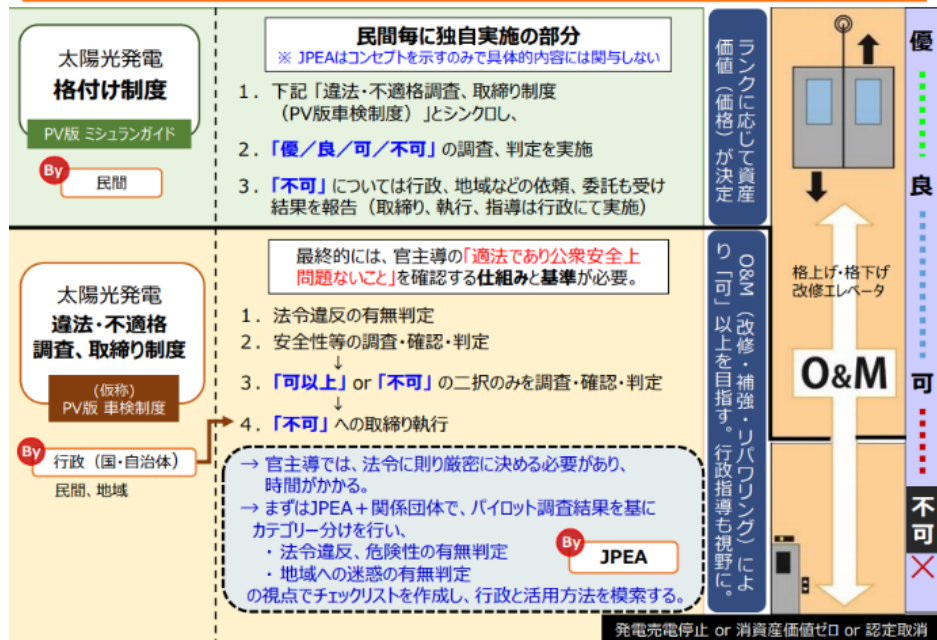 太陽光発電
格付け制度
PV版 ミシュランガイド
By
民間
民間毎に独自実施の部分
※ JPEAはコンセプトを示すのみで具体的内容には関与しない
1. 下記「違法・不適格調査、取締り制度
（PV版車検制度）」とシンクロし、
2. 「優／良／可／不可」の調査、判定を実施
3. 「不可」については行政、地域などの依頼、委託も受け
結果を報告（取締り、執行、指導は行政にて実施）
ランクに応じて資産
価値（価格）が決定
太陽光発電
違法・不適格
調査、取締り制度
(仮称)
PV版 車検制度
By
行政（国・自治体）
民間、地域
最終的には、官主導の「適法であり公衆安全上
問題ないこと」を確認する仕組みと基準が必要。
1. 法令違反の有無判定
2. 安全性等の調査・確認・判定
↓
3. 「可以上」or「不可」の二択のみを調査・確認・判定
↓
4. 「不可」への取締り執行
→ 官主導では、法令に則り厳密に決める必要があり、
時間がかかる。
→ まずはJPEA＋関係団体で、パイロット調査結果を基に
カテゴリー分けを行い、
・ 法令違反、危険性の有無判定
・ 地域への迷惑の有無判定
の視点でチェックリストを作成し、行政と活用方法を模索する。
By
JPEA
O&M（改修・補強・リパワリング）によ
り「可」以上を目指す。行政指導も視野に。
格上げ・格下げ
改修エレベータ
O&M
優
良
可
不可
×
発電売電停止 or 消資産価値ゼロ or 認定取消